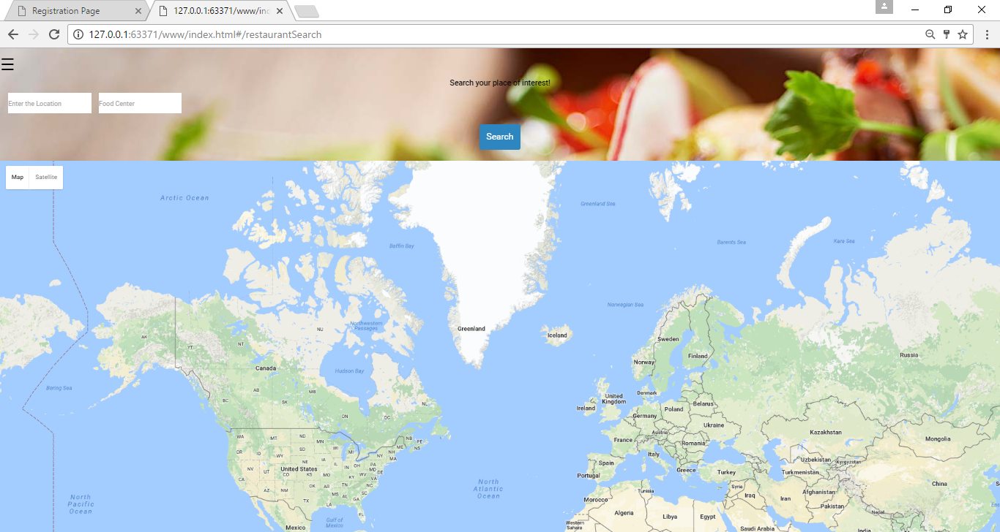 Registration Page
127.0.0.1:63371/www/ind
127.0.0.1:63371/www/index.html#/restaurantSearch
Search your place of interest!
Enter the Location
Food Center
Search
Map
Satellite
Arctic Ocean
Greenland Sea
Barents Sea
Kara Sea
Baffin Bay
Norwegian Sea
Northwestern
Passages
NU
Greenland
Iceland
AK
YT
NT
Sweden
Finland
Russia
Norway
Canada
Hudson Bay
Bering Sea
AB
MB
BC
SK
NL
ON
QC
United
Kingdom
Denmark
Ireland
Poland
Belarus
Germany
Ukraine
Austria
France
Romania
Kazakhstan
Mongolia
WA
MT
ND
MN
NB
PE
NS
OR
ID
SD
WI
MI
ME
NH
NY
MA
WY
NE
IA
IL
IN
OH
PA
MD
DE
NV
UT
United States
CO
KS
MO
KY
WV
VA
CA
AZ
NM
OK
AR
TN
NC
SC
MS
AL
GA
TX
LA
FL
Italy
Spain
Portugal
Greece
Turkey
Uzbekistan
Kyrgyzstan
Turkmenistan
China
North
Atlantic
Ocean
North
Pacific
Ocean
Tunisia
Syria
Iraq
Iran
Afghanistan
Pakistan
Nepal
Morocco
Algeria
Libya
Egypt
Saudi Arabia
Western
Sahara
Gulf of
Mexico
Mexico